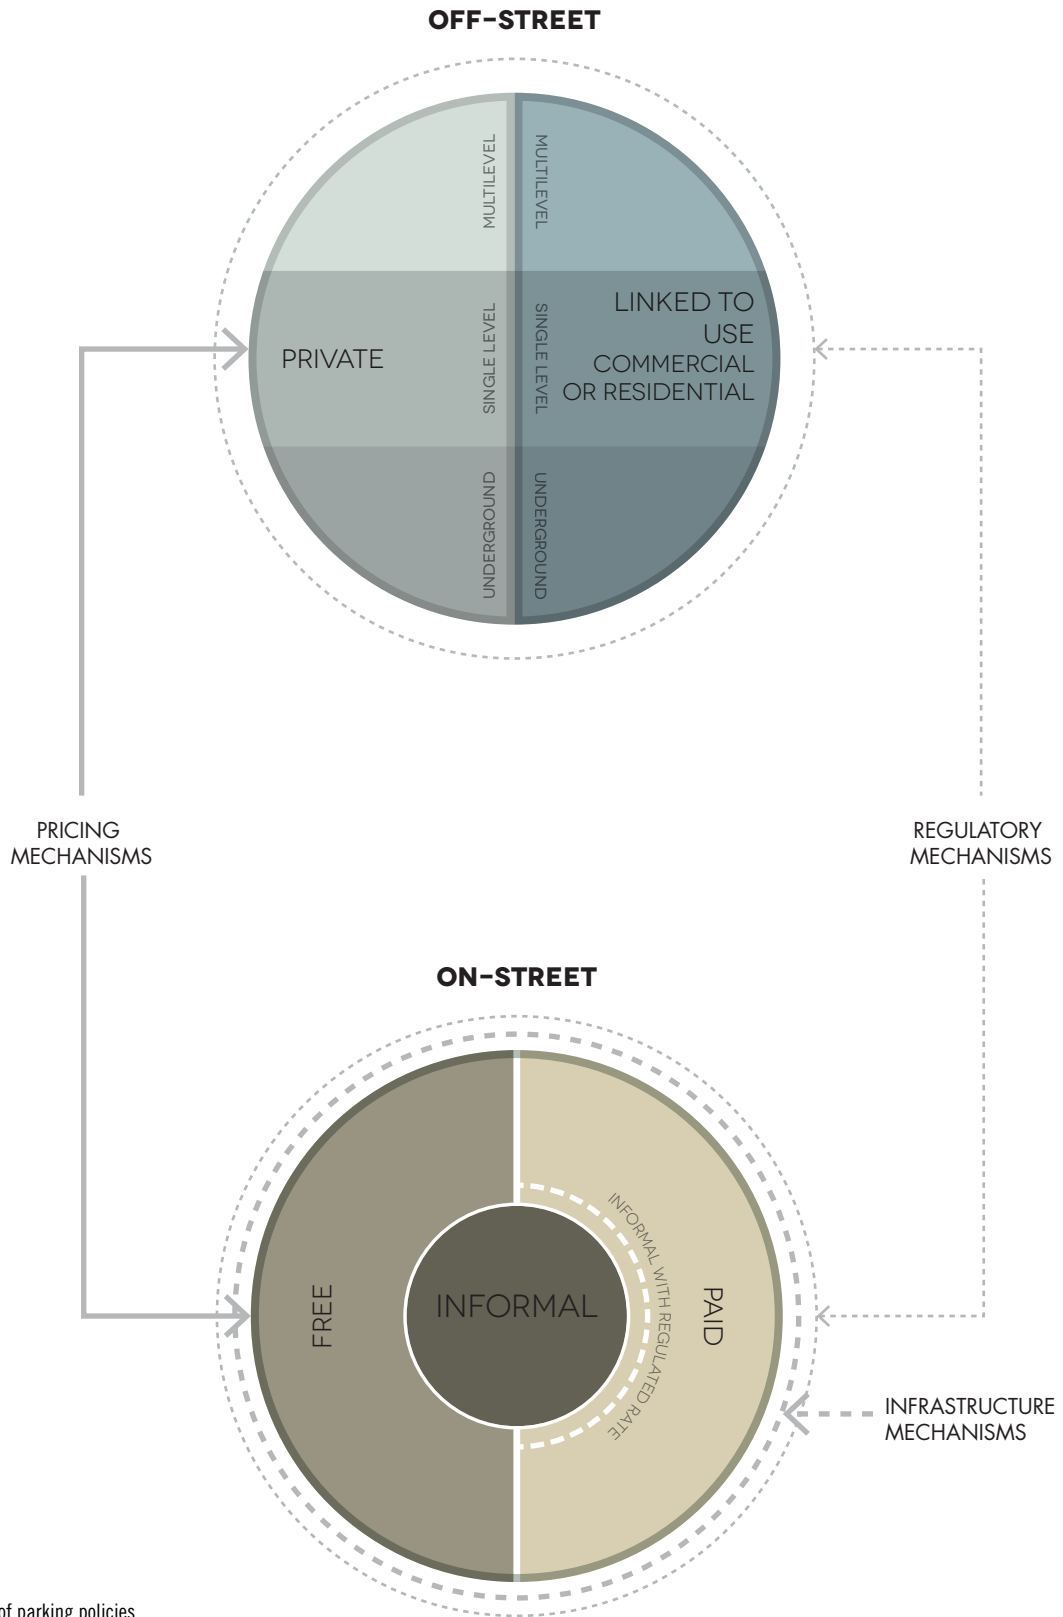 OFF-STREET
MULTILEVEL
MULTILEVEL
PRIVATE
SINGLE LEVEL
SINGLE LEVEL
LINKED TO
USE
COMMERCIAL
OR RESIDENTIAL
UNDERGROUND
UNDERGROUND
PRICING
MECHANISMS
REGULATORY
MECHANISMS
ON-STREET
FREE
INFORMAL
INFORMAL WITH REGULATED RATE
PAID
INFRASTRUCTURE
MECHANISMS
of parking policies